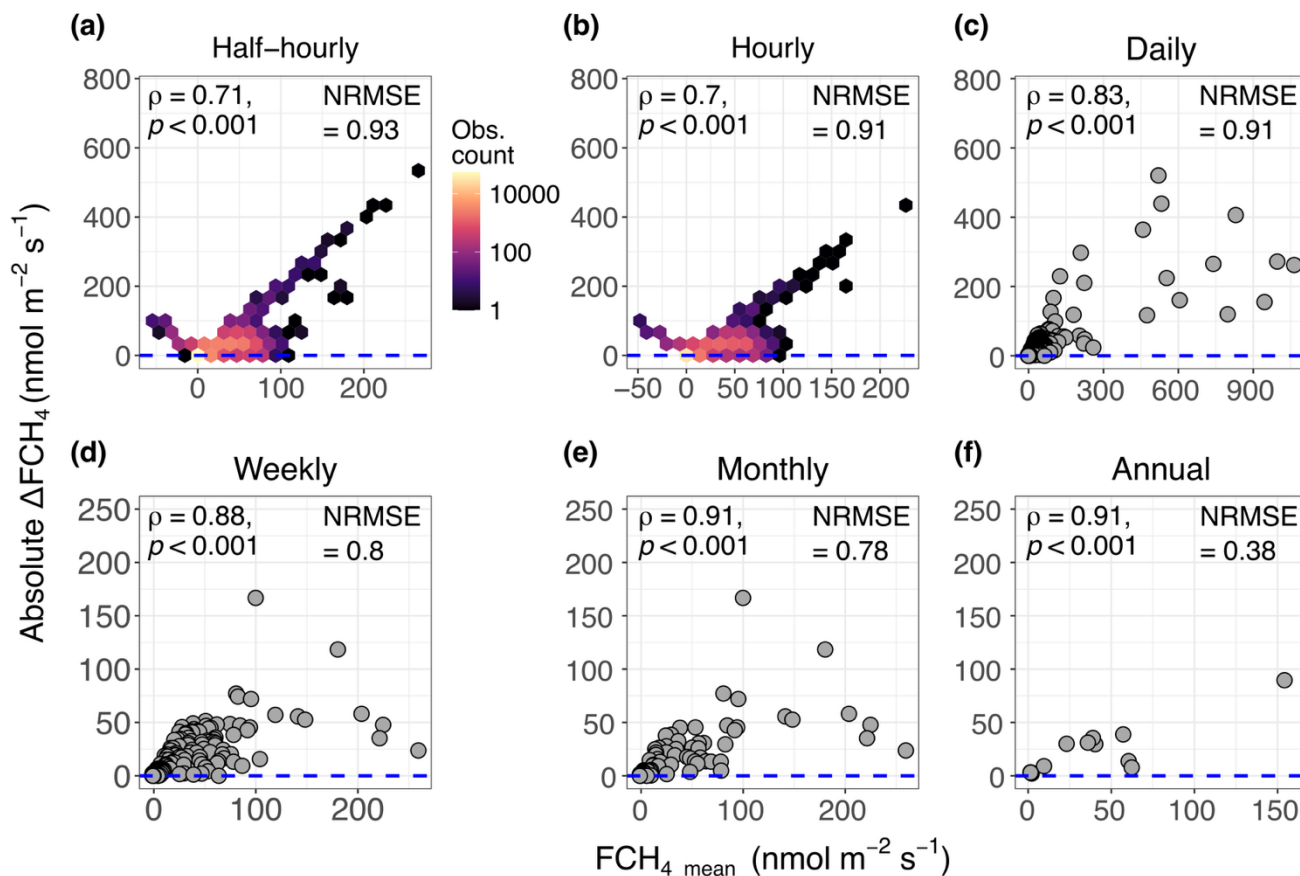 (a)
Half-hourly
ρ = 0.71,
p < 0.001
NRMSE
= 0.93
Obs.
count
10000
100
1
800
600
400
200
0
0
100
200
(b)
Hourly
ρ = 0.7,
p < 0.001
NRMSE
= 0.91
800
600
400
200
0
−50 0 50 100 150 200
(c)
Daily
ρ = 0.83,
p < 0.001
NRMSE
= 0.91
800
600
400
200
0
0 300 600 900
Absolute ΔFCH₄ (nmol m⁻² s⁻¹)
(d)
Weekly
ρ = 0.88,
p < 0.001
NRMSE
= 0.8
250
200
150
100
50
0
0 100 200
(e)
Monthly
ρ = 0.91,
p < 0.001
NRMSE
= 0.78
250
200
150
100
50
0
0 100 200
(f)
Annual
ρ = 0.91,
p < 0.001
NRMSE
= 0.38
250
200
150
100
50
0
0 50 100 150
FCH₄ mean (nmol m⁻² s⁻¹)